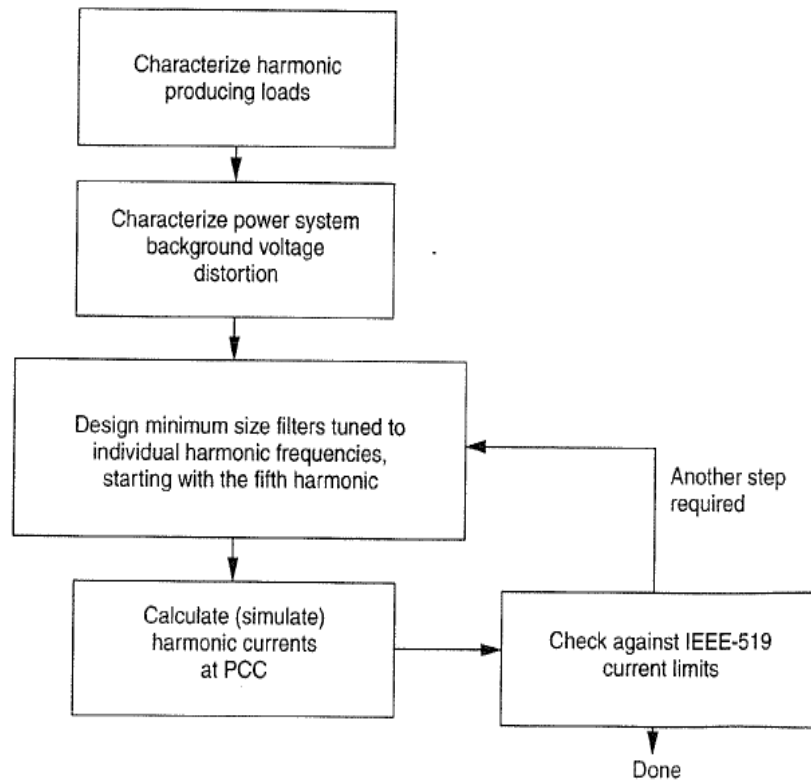 Characterize harmonic
producing loads
Characterize power system
background voltage
distortion
Design minimum size filters tuned to
individual harmonic frequencies,
starting with the fifth harmonic
Another step
required
Calculate (simulate)
harmonic currents
at PCC
Check against IEEE-519
current limits
Done